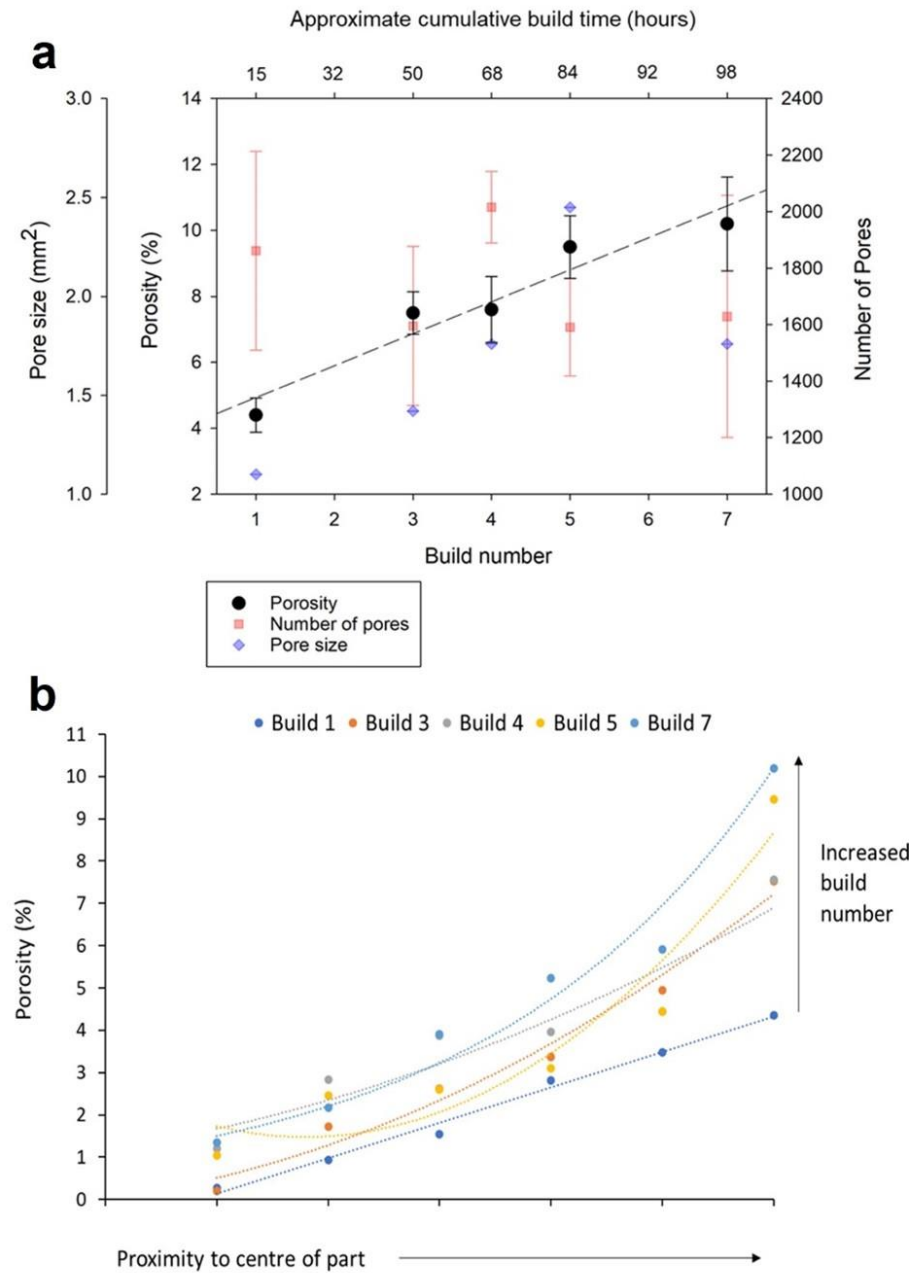 Approximate cumulative build time (hours)
a
15 32 50 68 84 92 98
3.0 14 2400
12 2200
2.5
10 2000
Pore size (mm2) Porosity (%) Number of Pores
2.0 8 1800
1600
6
1.5 1400
4
1200
1.0 2 1000
1 2 3 4 5 6 7
Build number
Porosity
Number of pores
Pore size
b
Build 1 Build 3 Build 4 Build 5 Build 7
11
10
9
8
7
6
5
4
3
2
1
0
Porosity (%)
Increased
build
number
Proximity to centre of part